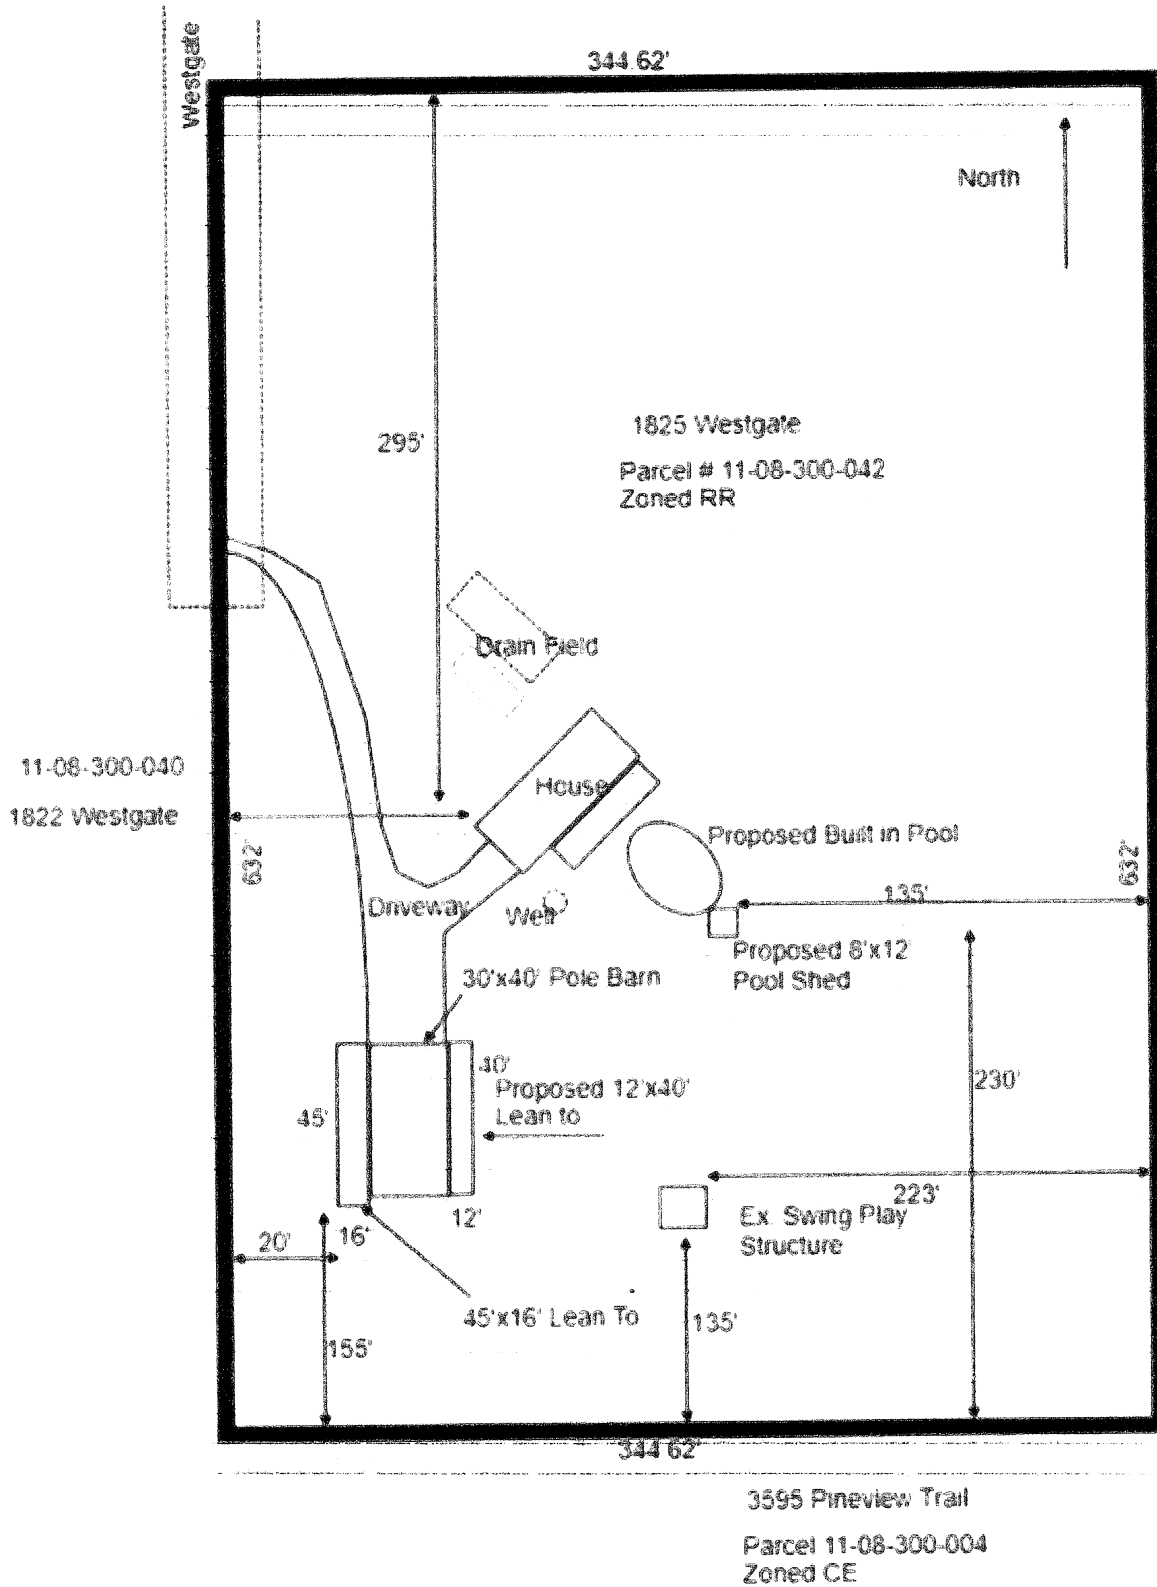 Westgate
344.62'
North
295'
1825 Westgate
Parcel # 11-08-300-042
Zoned RR
Drain Field
11-08-300-040
1822 Westgate
House
632'
Proposed Built in Pool
632'
Driveway
Well
135'
Proposed 8'x12'
Pool Shed
30'x40' Pole Barn
40'
Proposed 12'x40'
Lean to
45'
230'
223'
12'
16'
20'
Ex. Swing Play
Structure
45'x16' Lean To
135'
155'
344.62'
3595 Pineview Trail
Parcel 11-08-300-004
Zoned CE